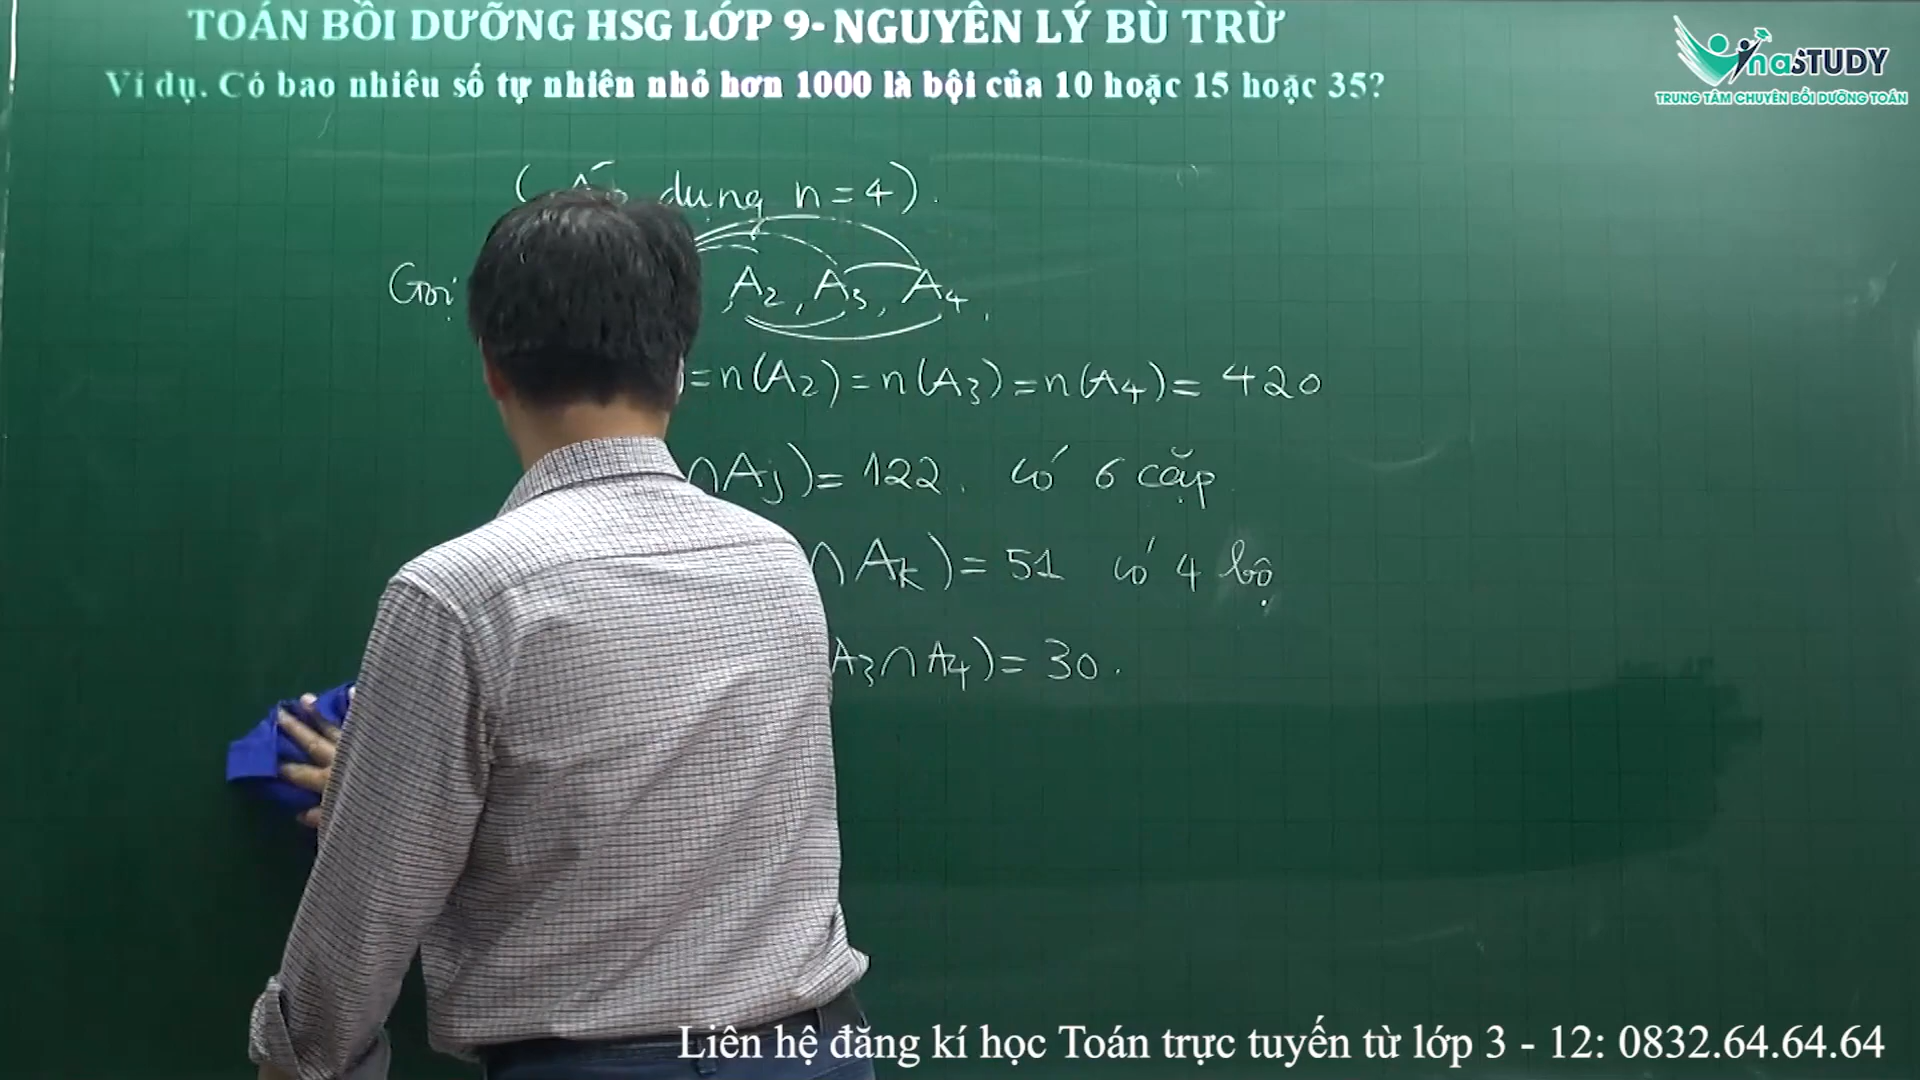 TOÁN BỒI DƯỠNG HSG LỚP 9- NGUYÊN LÝ BÙ TRỪ
Ví dụ. Có bao nhiêu số tự nhiên nhỏ hơn 1000 là bội của 10 hoặc 15 hoặc 35?
naSTUDY
TRUNG TÂM CHUYÊN BỒI DƯỠNG TOÁN
( dụng n=4).
Gọi , A2, A3, A4.
=n(A2)=n(A3)=n(A4)= 420
∩Aj)=122. có 6 cặp
∩Ak)=51 có 4 bộ
A3∩A4)=30.
Liên hệ đăng kí học Toán trực tuyến từ lớp 3 - 12: 0832.64.64.64